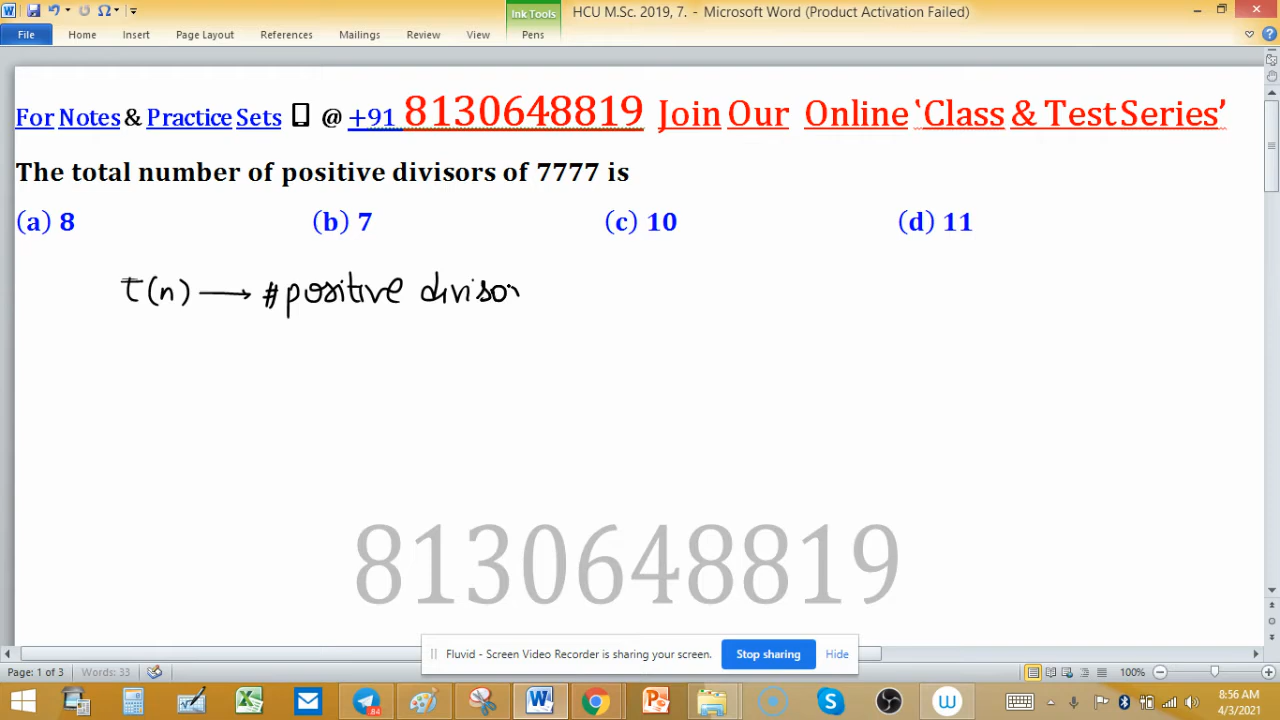 Ink Tools
HCU M.Sc. 2019, 7. - Microsoft Word (Product Activation Failed)
File Home Insert Page Layout References Mailings Review View Pens
For Notes & Practice Sets @ +91 8130648819 Join Our Online 'Class & Test Series'
The total number of positive divisors of 7777 is
(a) 8 (b) 7 (c) 10 (d) 11
τ(n) → #positive divisor
8130648819
Fluvid - Screen Video Recorder is sharing your screen. Stop sharing Hide
Page: 1 of 3 Words: 33 100%
8:56 AM
4/3/2021